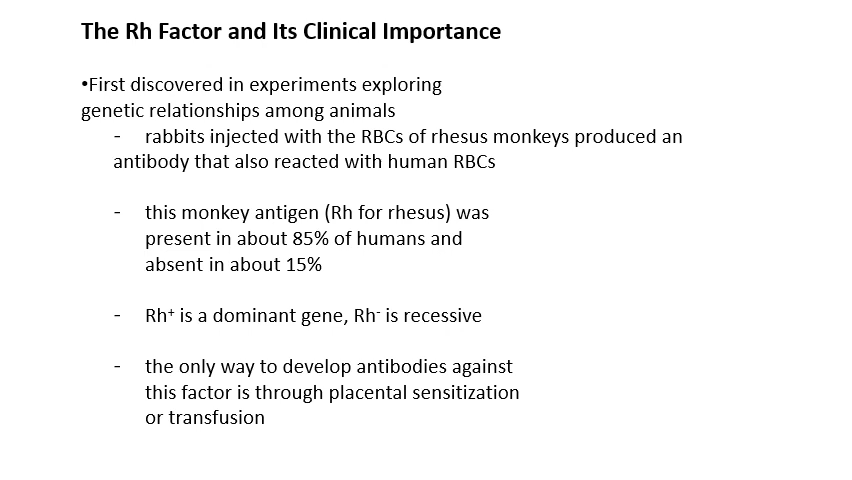 The Rh Factor and Its Clinical Importance
•First discovered in experiments exploring
genetic relationships among animals
- rabbits injected with the RBCs of rhesus monkeys produced an
antibody that also reacted with human RBCs
- this monkey antigen (Rh for rhesus) was
present in about 85% of humans and
absent in about 15%
- Rh⁺ is a dominant gene, Rh⁻ is recessive
- the only way to develop antibodies against
this factor is through placental sensitization
or transfusion